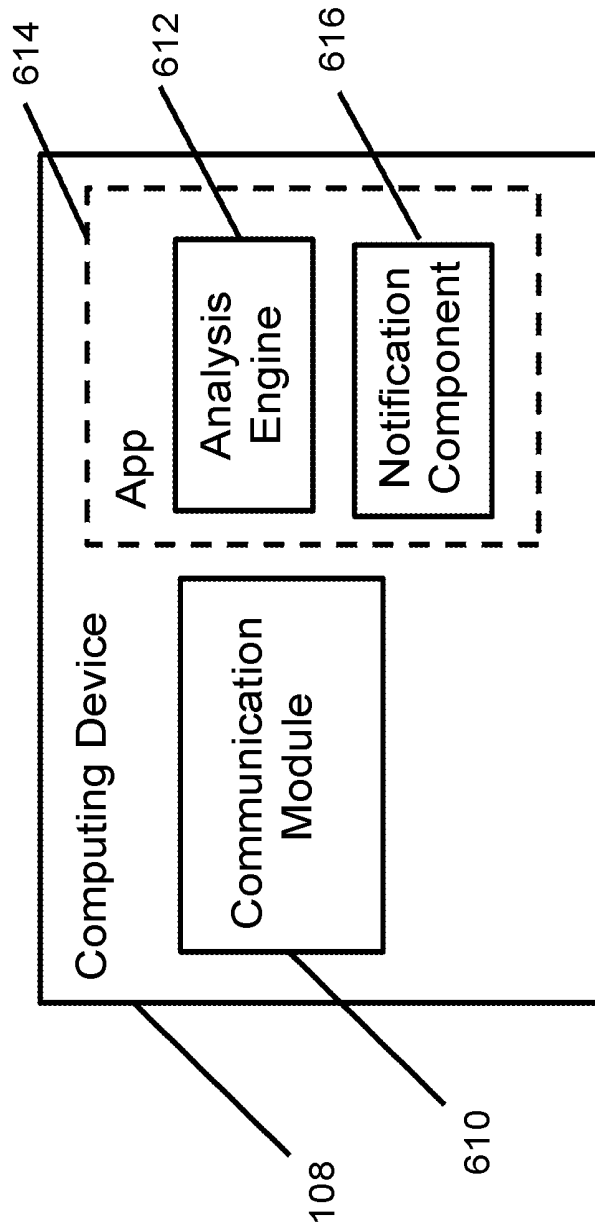 Computing Device
App
614
Analysis
Engine
612
Communication
Module
Notification
Component
616
108
610